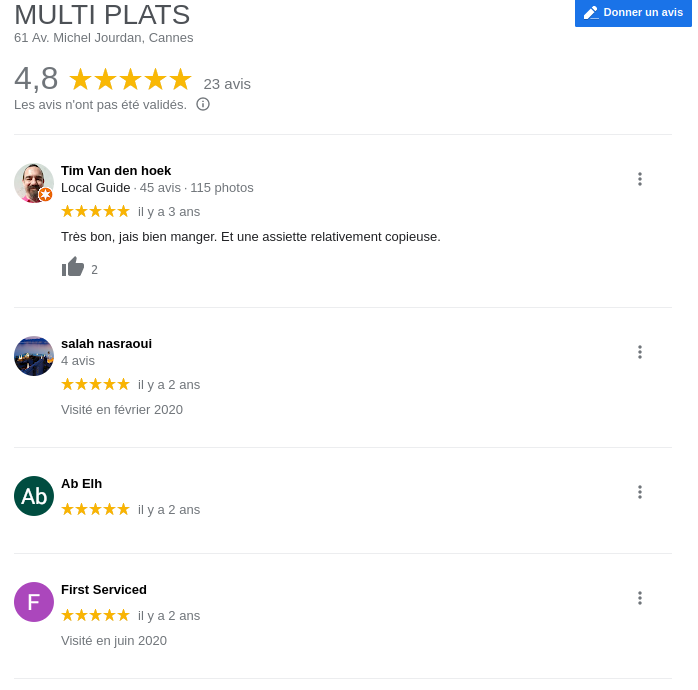 MULTI PLATS
Donner un avis
61 Av. Michel Jourdan, Cannes
4,8 23 avis
Les avis n'ont pas été validés.
Tim Van den hoek
Local Guide · 45 avis · 115 photos
il y a 3 ans
Très bon, jais bien manger. Et une assiette relativement copieuse.
2
salah nasraoui
4 avis
il y a 2 ans
Visité en février 2020
Ab
Ab Elh
il y a 2 ans
F
First Serviced
il y a 2 ans
Visité en juin 2020